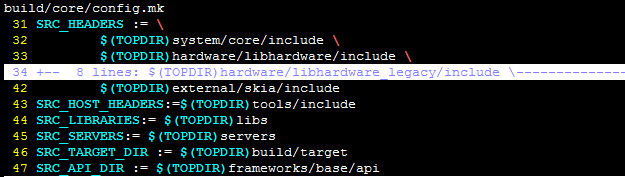 build/core/config.mk
31 SRC_HEADERS := \
32 $(TOPDIR)system/core/include \
33 $(TOPDIR)hardware/libhardware/include \
34 +-- 8 lines: $(TOPDIR)hardware/libhardware_legacy/include \--------------
42 $(TOPDIR)external/skia/include
43 SRC_HOST_HEADERS:=$(TOPDIR)tools/include
44 SRC_LIBRARIES:= $(TOPDIR)libs
45 SRC_SERVERS:= $(TOPDIR)servers
46 SRC_TARGET_DIR := $(TOPDIR)build/target
47 SRC_API_DIR := $(TOPDIR)frameworks/base/api